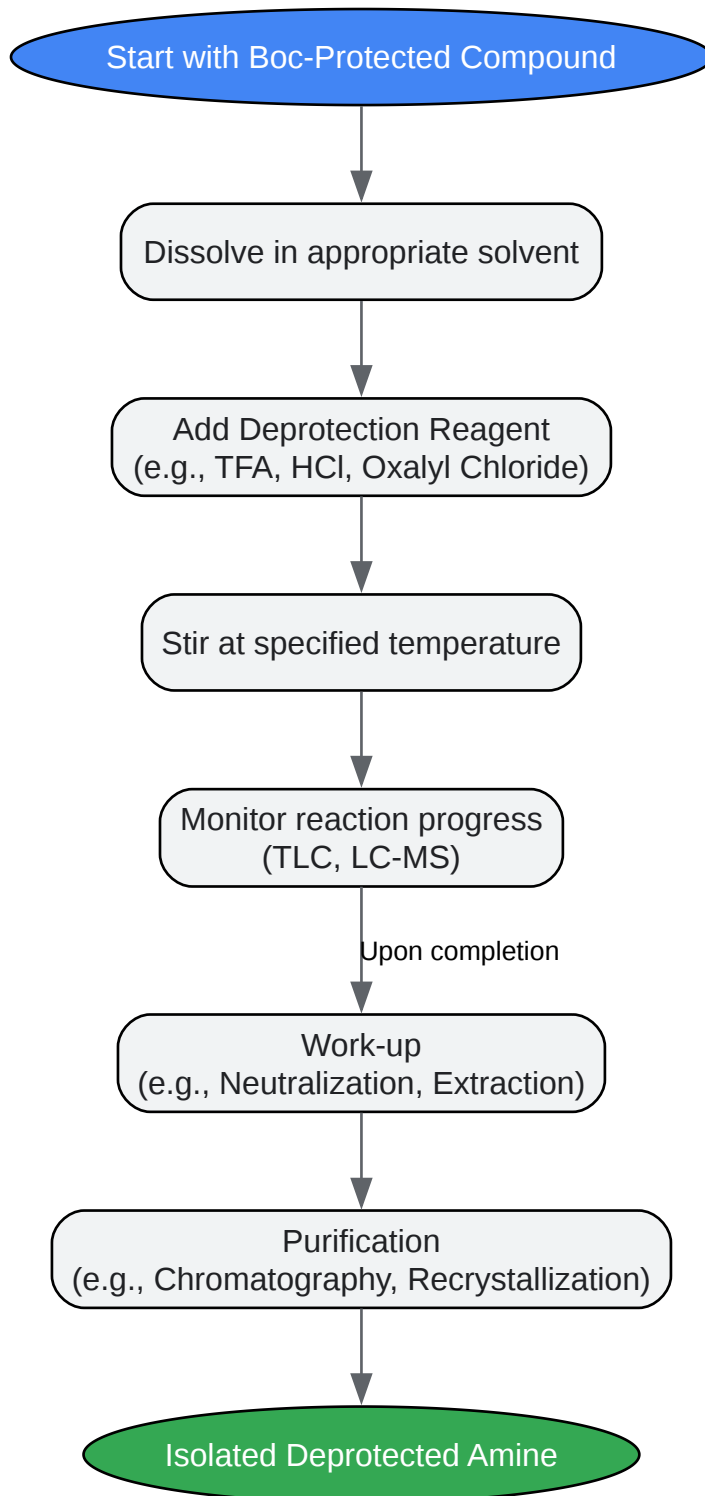 Start with Boc-Protected Compound
Dissolve in appropriate solvent
Add Deprotection Reagent
(e.g., TFA, HCl, Oxalyl Chloride)
Stir at specified temperature
Monitor reaction progress
(TLC, LC-MS)
Upon completion
Work-up
(e.g., Neutralization, Extraction)
Purification
(e.g., Chromatography, Recrystallization)
Isolated Deprotected Amine